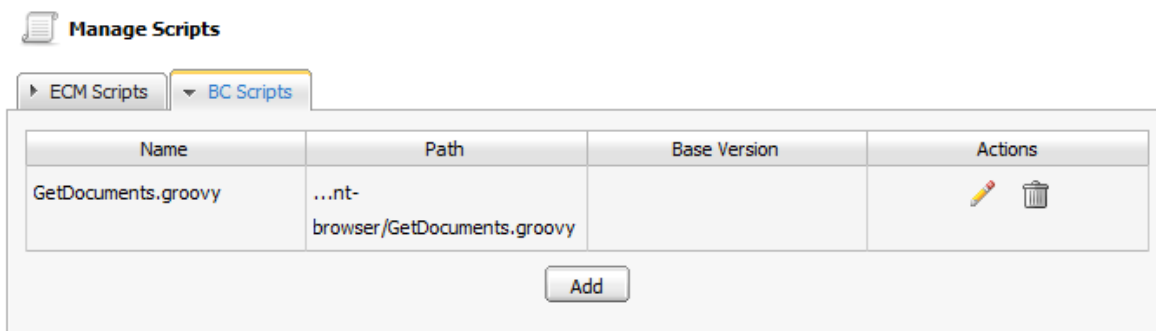 Manage Scripts
ECM Scripts BC Scripts
Name Path Base Version Actions
GetDocuments.groovy ...nt-
browser/GetDocuments.groovy
Add